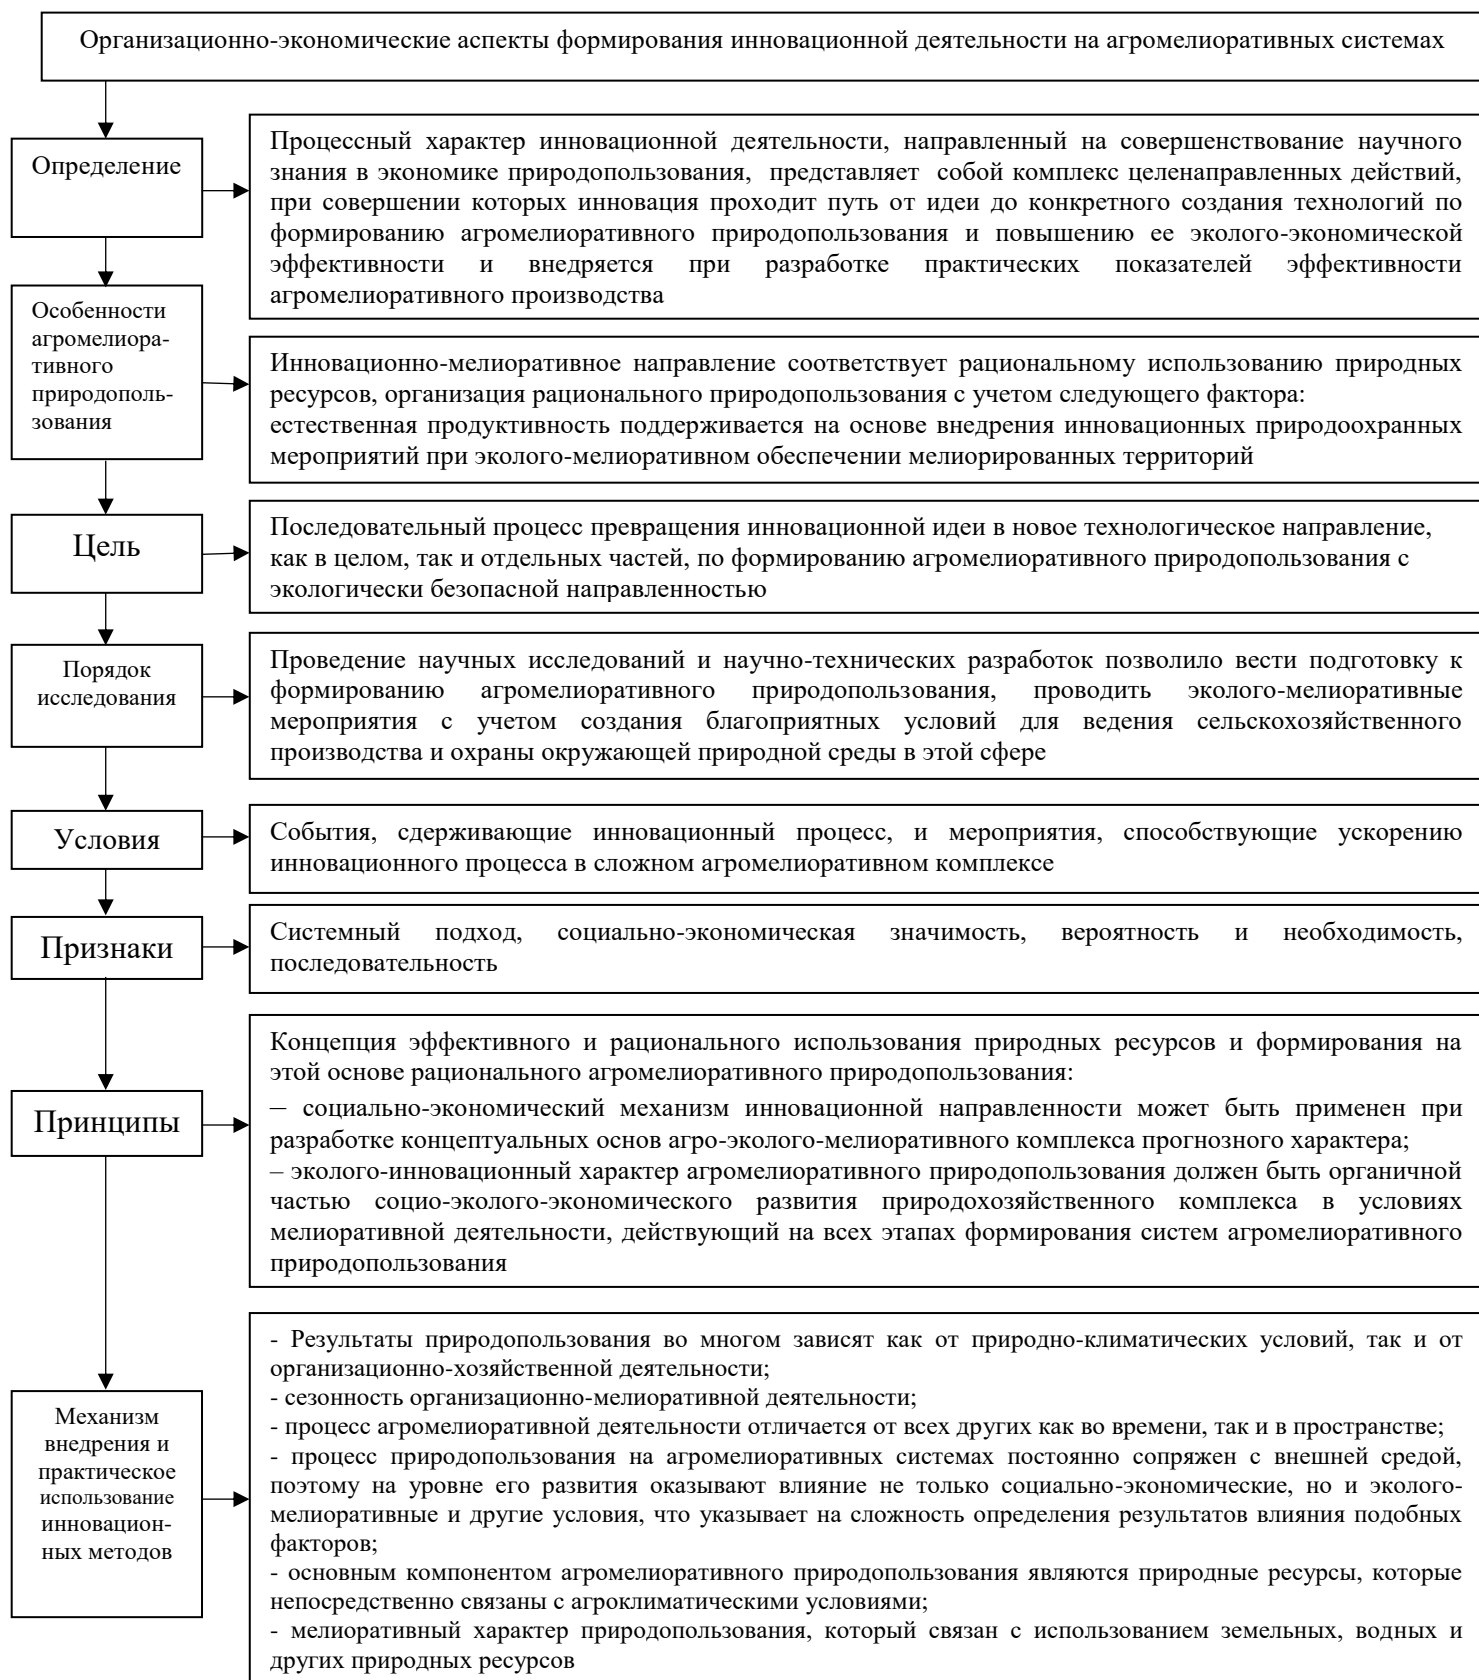 Организационно-экономические аспекты формирования инновационной деятельности на агромелиоративных системах
Определение
Процессный характер инновационной деятельности, направленный на совершенствование научного
знания в экономике природопользования, представляет собой комплекс целенаправленных действий,
при совершении которых инновация проходит путь от идеи до конкретного создания технологий по
формированию агромелиоративного природопользования и повышению ее эколого-экономической
эффективности и внедряется при разработке практических показателей эффективности
агромелиоративного производства
Особенности
агромелиора-
тивного
природополь-
зования
Инновационно-мелиоративное направление соответствует рациональному использованию природных
ресурсов, организация рационального природопользования с учетом следующего фактора:
естественная продуктивность поддерживается на основе внедрения инновационных природоохранных
мероприятий при эколого-мелиоративном обеспечении мелиорированных территорий
Цель
Последовательный процесс превращения инновационной идеи в новое технологическое направление,
как в целом, так и отдельных частей, по формированию агромелиоративного природопользования с
экологически безопасной направленностью
Порядок
исследования
Проведение научных исследований и научно-технических разработок позволило вести подготовку к
формированию агромелиоративного природопользования, проводить эколого-мелиоративные
мероприятия с учетом создания благоприятных условий для ведения сельскохозяйственного
производства и охраны окружающей природной среды в этой сфере
Условия
События, сдерживающие инновационный процесс, и мероприятия, способствующие ускорению
инновационного процесса в сложном агромелиоративном комплексе
Признаки
Системный подход, социально-экономическая значимость, вероятность и необходимость,
последовательность
Принципы
Концепция эффективного и рационального использования природных ресурсов и формирования на
этой основе рационального агромелиоративного природопользования:
– социально-экономический механизм инновационной направленности может быть применен при
разработке концептуальных основ агро-эколого-мелиоративного комплекса прогнозного характера;
– эколого-инновационный характер агромелиоративного природопользования должен быть органичной
частью социо-эколого-экономического развития природохозяйственного комплекса в условиях
мелиоративной деятельности, действующий на всех этапах формирования систем агромелиоративного
природопользования
Механизм
внедрения и
практическое
использование
инновацион-
ных методов
- Результаты природопользования во многом зависят как от природно-климатических условий, так и от
организационно-хозяйственной деятельности;
- сезонность организационно-мелиоративной деятельности;
- процесс агромелиоративной деятельности отличается от всех других как во времени, так и в пространстве;
- процесс природопользования на агромелиоративных системах постоянно сопряжен с внешней средой,
поэтому на уровне его развития оказывают влияние не только социально-экономические, но и эколого-
мелиоративные и другие условия, что указывает на сложность определения результатов влияния подобных
факторов;
- основным компонентом агромелиоративного природопользования являются природные ресурсы, которые
непосредственно связаны с агроклиматическими условиями;
- мелиоративный характер природопользования, который связан с использованием земельных, водных и
других природных ресурсов